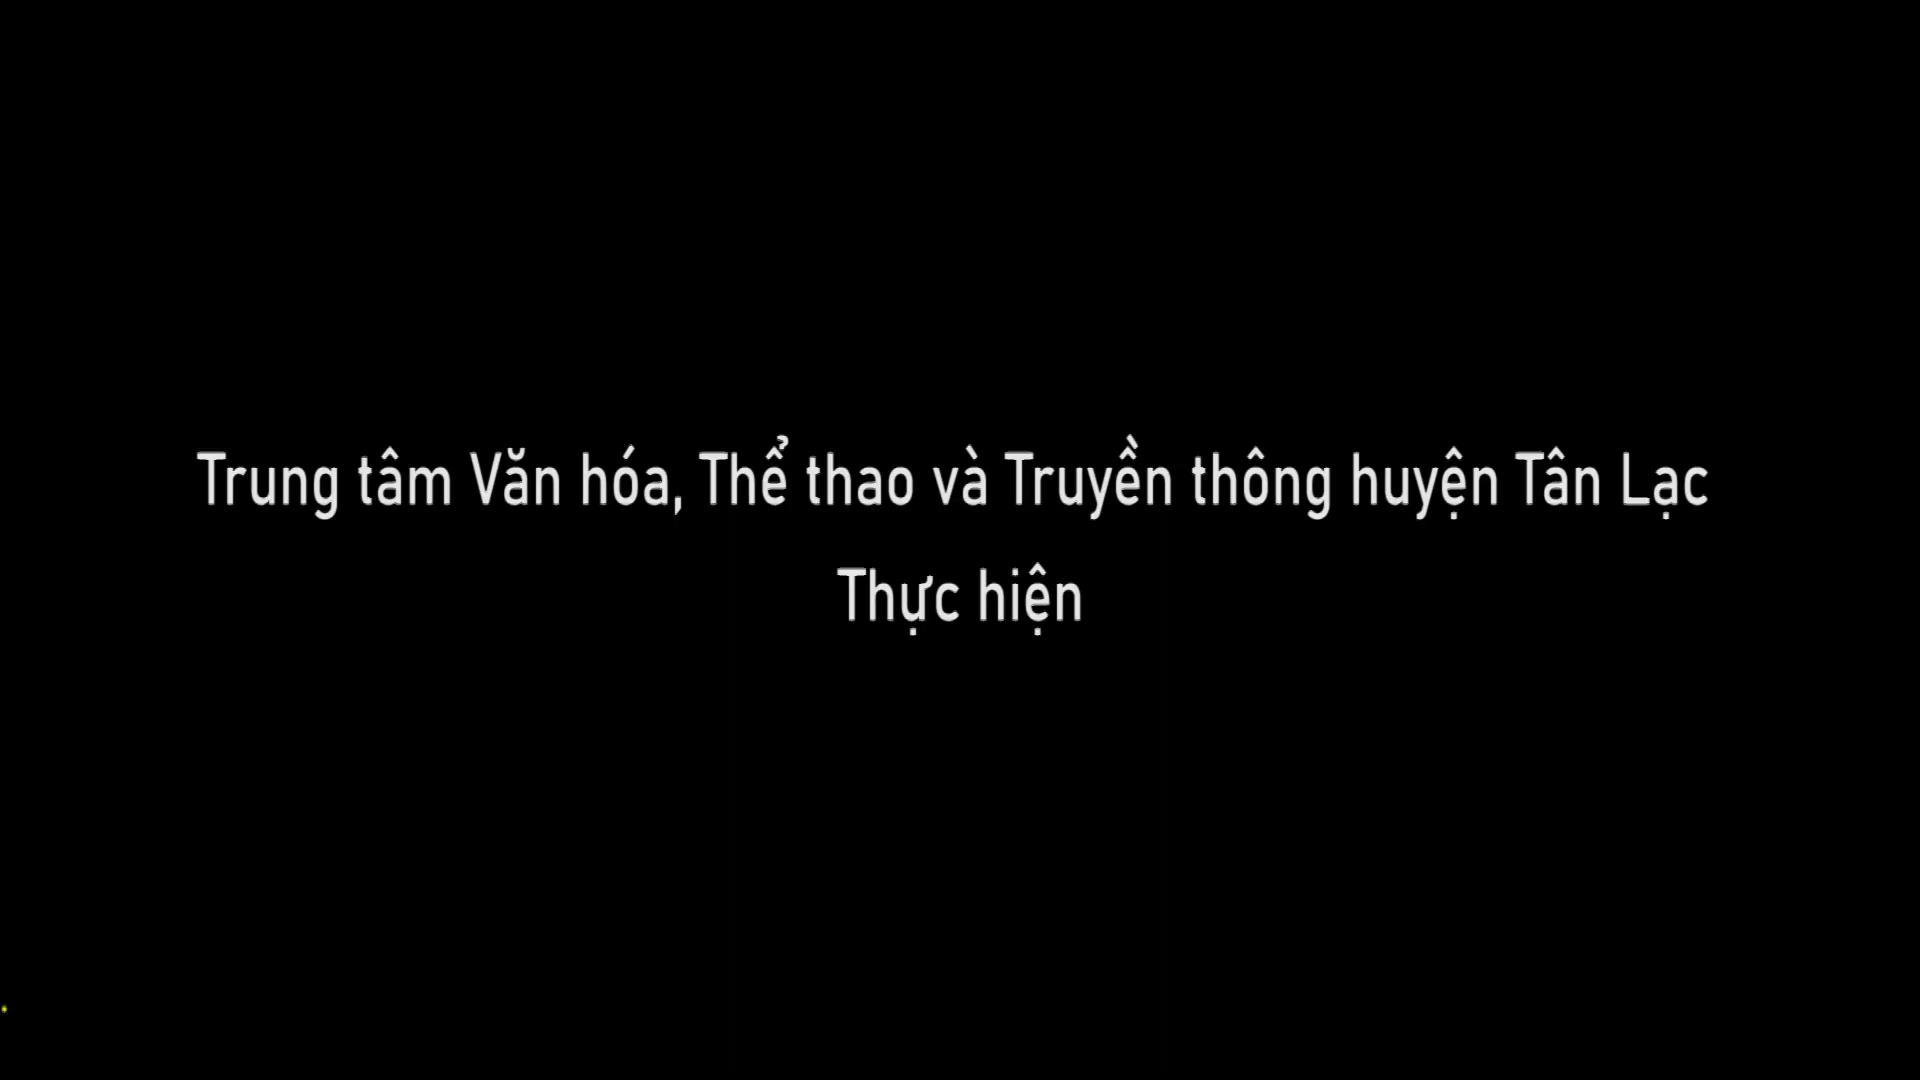 Trung tâm Văn hóa, Thể thao và Truyền thông huyện Tân Lạc
Thực hiện